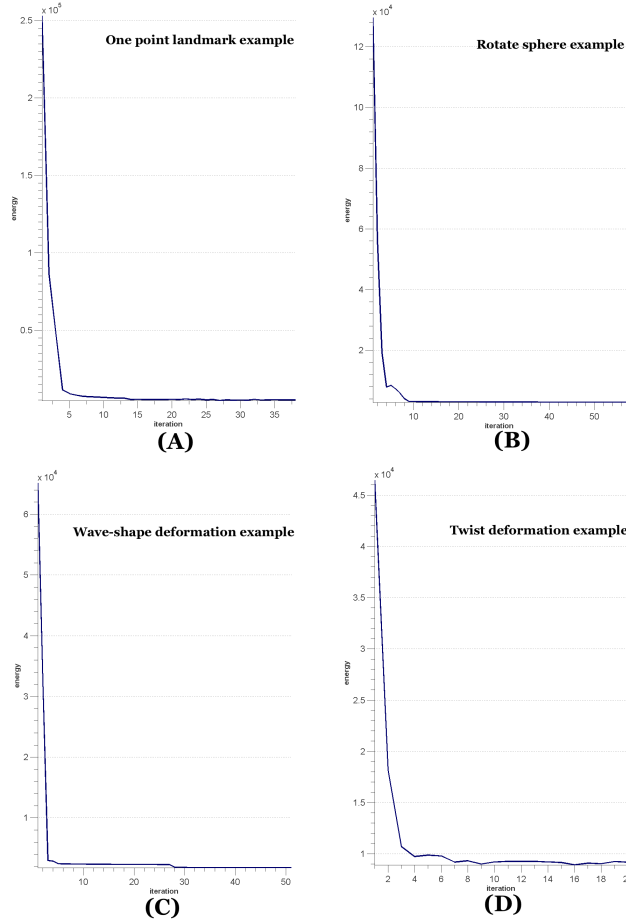 x 10^5
2.5
2
1.5
1
0.5
energy
One point landmark example
5 10 15 20 25 30 35
iteration
(A)
x 10^4
12
10
8
6
4
2
energy
Rotate sphere example
10 20 30 40 50
iteration
(B)
x 10^4
6
5
4
3
2
1
energy
Wave-shape deformation example
10 20 30 40 50
iteration
(C)
x 10^4
4.5
4
3.5
3
2.5
2
1.5
1
energy
Twist deformation example
2 4 6 8 10 12 14 16 18 20
iteration
(D)